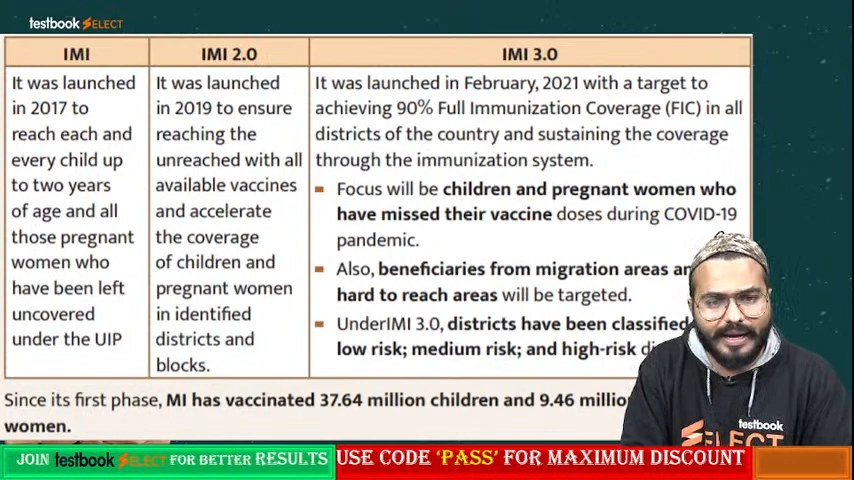 testbook SELECT
IMI
It was launched
in 2017 to
reach each and
every child up
to two years
of age and all
those pregnant
women who
have been left
uncovered
under the UIP
IMI 2.0
It was launched
in 2019 to ensure
reaching the
unreached with all
available vaccines
and accelerate
the coverage
of children and
pregnant women
in identified
districts and
blocks.
IMI 3.0
It was launched in February, 2021 with a target to
achieving 90% Full Immunization Coverage (FIC) in all
districts of the country and sustaining the coverage
through the immunization system.
Focus will be children and pregnant women who
have missed their vaccine doses during COVID-19
pandemic.
Also, beneficiaries from migration areas
hard to reach areas will be targeted.
UnderIMI 3.0, districts have been classified
low risk; medium risk; and high-risk
Since its first phase, MI has vaccinated 37.64 million children and 9.46
women.
testbook
SELECT
JOIN testbook SELECT FOR BETTER RESULTS
USE CODE 'PASS' FOR MAXIMUM DISCOUNT